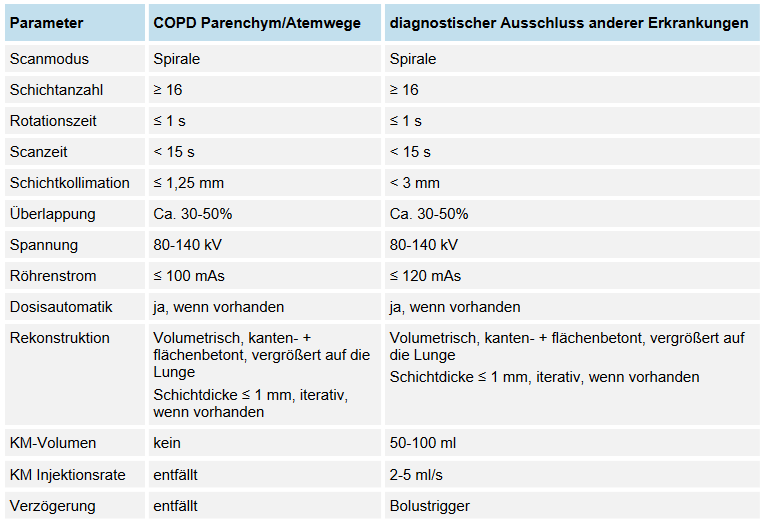 Parameter COPD Parenchym/Atemwege diagnostischer Ausschluss anderer Erkrankungen
Scanmodus Spirale Spirale
Schichtanzahl ≥ 16 ≥ 16
Rotationszeit ≤ 1 s ≤ 1 s
Scanzeit < 15 s < 15 s
Schichtkollimation ≤ 1,25 mm < 3 mm
Überlappung Ca. 30-50% Ca. 30-50%
Spannung 80-140 kV 80-140 kV
Röhrenstrom ≤ 100 mAs ≤ 120 mAs
Dosisautomatik ja, wenn vorhanden ja, wenn vorhanden
Rekonstruktion
Volumetrisch, kanten- +
flächenbetont, vergrößert auf die
Lunge
Schichtdicke ≤ 1 mm, iterativ,
wenn vorhanden
Volumetrisch, kanten- + flächenbetont, vergrößert auf
die Lunge
Schichtdicke ≤ 1 mm, iterativ, wenn vorhanden
KM-Volumen kein 50-100 ml
KM Injektionsrate entfällt 2-5 ml/s
Verzögerung entfällt Bolustrigger